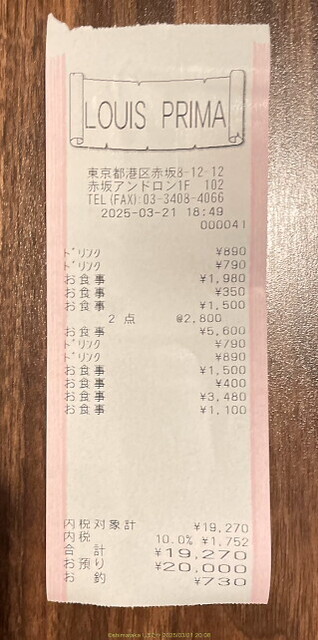 LOUIS PRIMA
東京都港区赤坂8-12-12
赤坂アンドロン1F 102
TEL(FAX):03-3408-4066
2025-03-21 18:49
000041
ドリンク ¥890
ドリンク ¥790
お食事 ¥1,980
お食事 ¥350
お食事 ¥1,500
2 点 @2,800
お食事 ¥5,600
ドリンク ¥790
ドリンク ¥890
お食事 ¥1,500
お食事 ¥400
お食事 ¥3,480
お食事 ¥1,100
内税対象計 ¥19,270
内税 10.0% ¥1,752
合 計 ¥19,270
お預り ¥20,000
お 釣 ¥730
2025/03/21 20:06